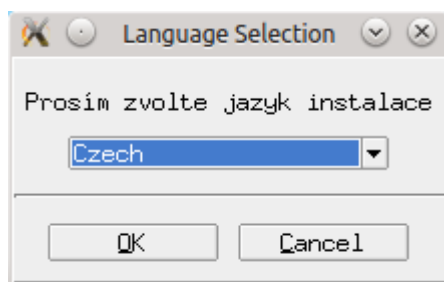 Language Selection
Prosím zvolte jazyk instalace
Czech
OK
Cancel